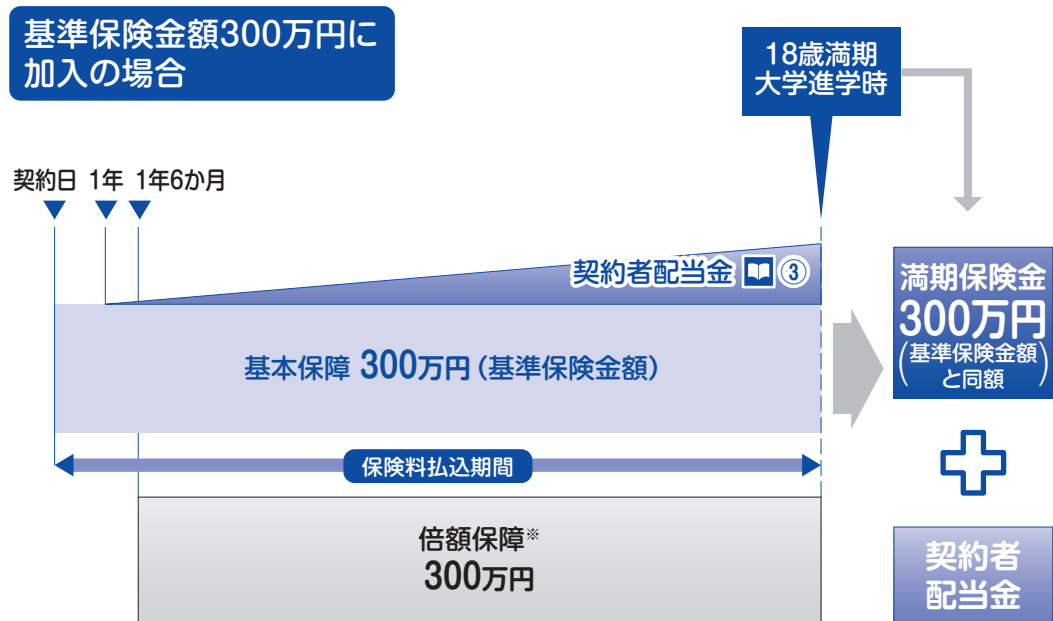 基準保険金額300万円に
加入の場合
18歳満期
大学進学時
契約日 1年 1年6か月
契約者配当金 ③
基本保障 300万円(基準保険金額)
保険料払込期間
倍額保障※
300万円
満期保険金
300万円
(基準保険金額
と同額)
契約者
配当金